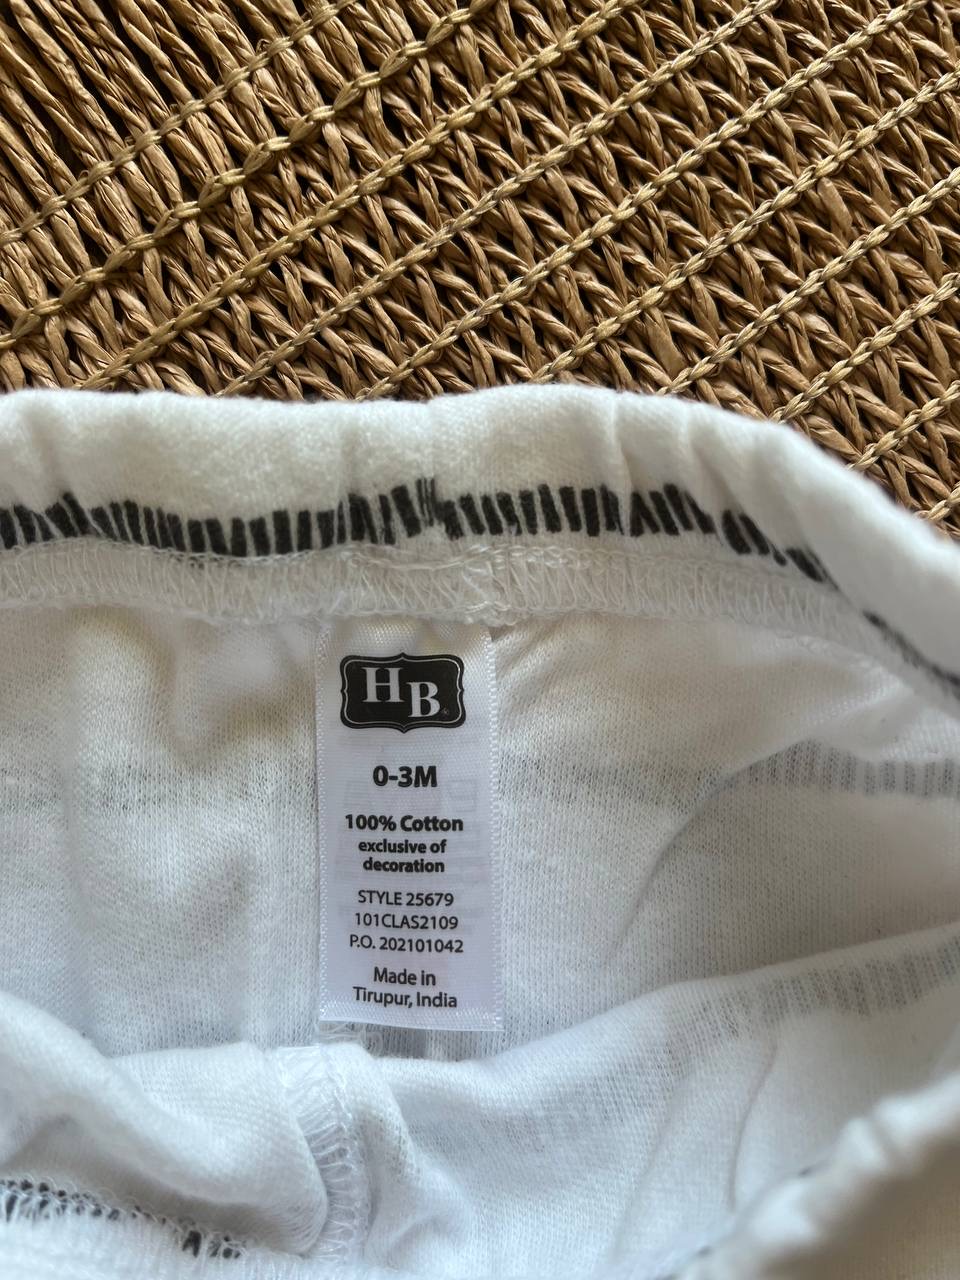 HB
0-3M
100% Cotton
exclusive of
decoration
STYLE 25679
101CLAS2109
P.O. 202101042
Made in
Tirupur, India